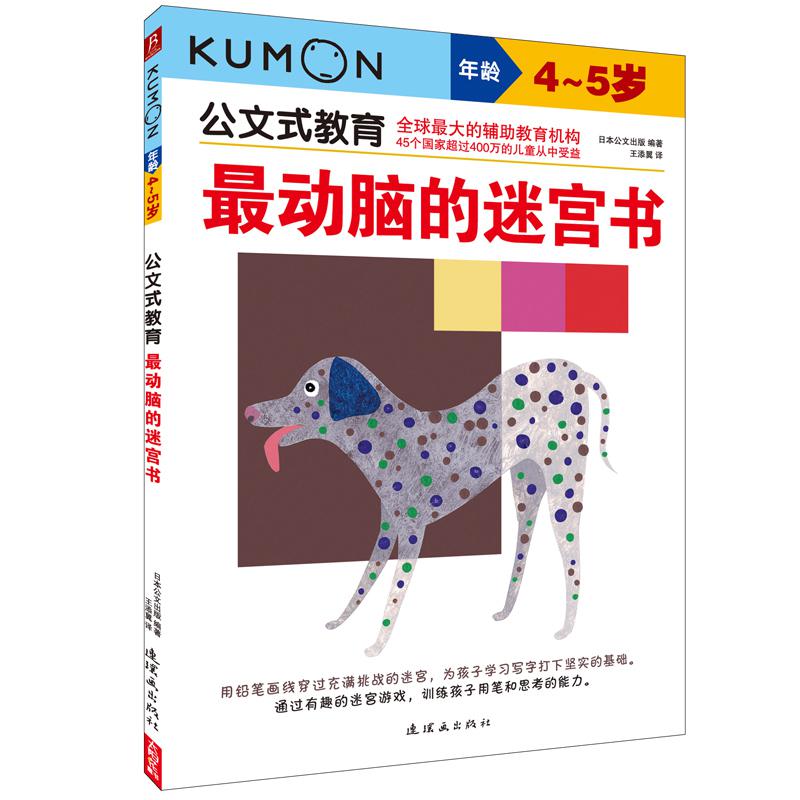 KUMON
年龄
4~5岁
公文式教育
全球最大的辅助教育机构
45个国家超过400万的儿童从中受益
日本公文出版 编著
王添翼 译
最动脑的迷宫书
用铅笔画线穿过充满挑战的迷宫，为孩子学习写字打下坚实的基础。
通过有趣的迷宫游戏，训练孩子用笔和思考的能力。
连环画出版社
KUMON
年龄
4~5岁
公文式教育
最动脑的迷宫书
日本公文出版 编著
王添翼 译
连环画出版社